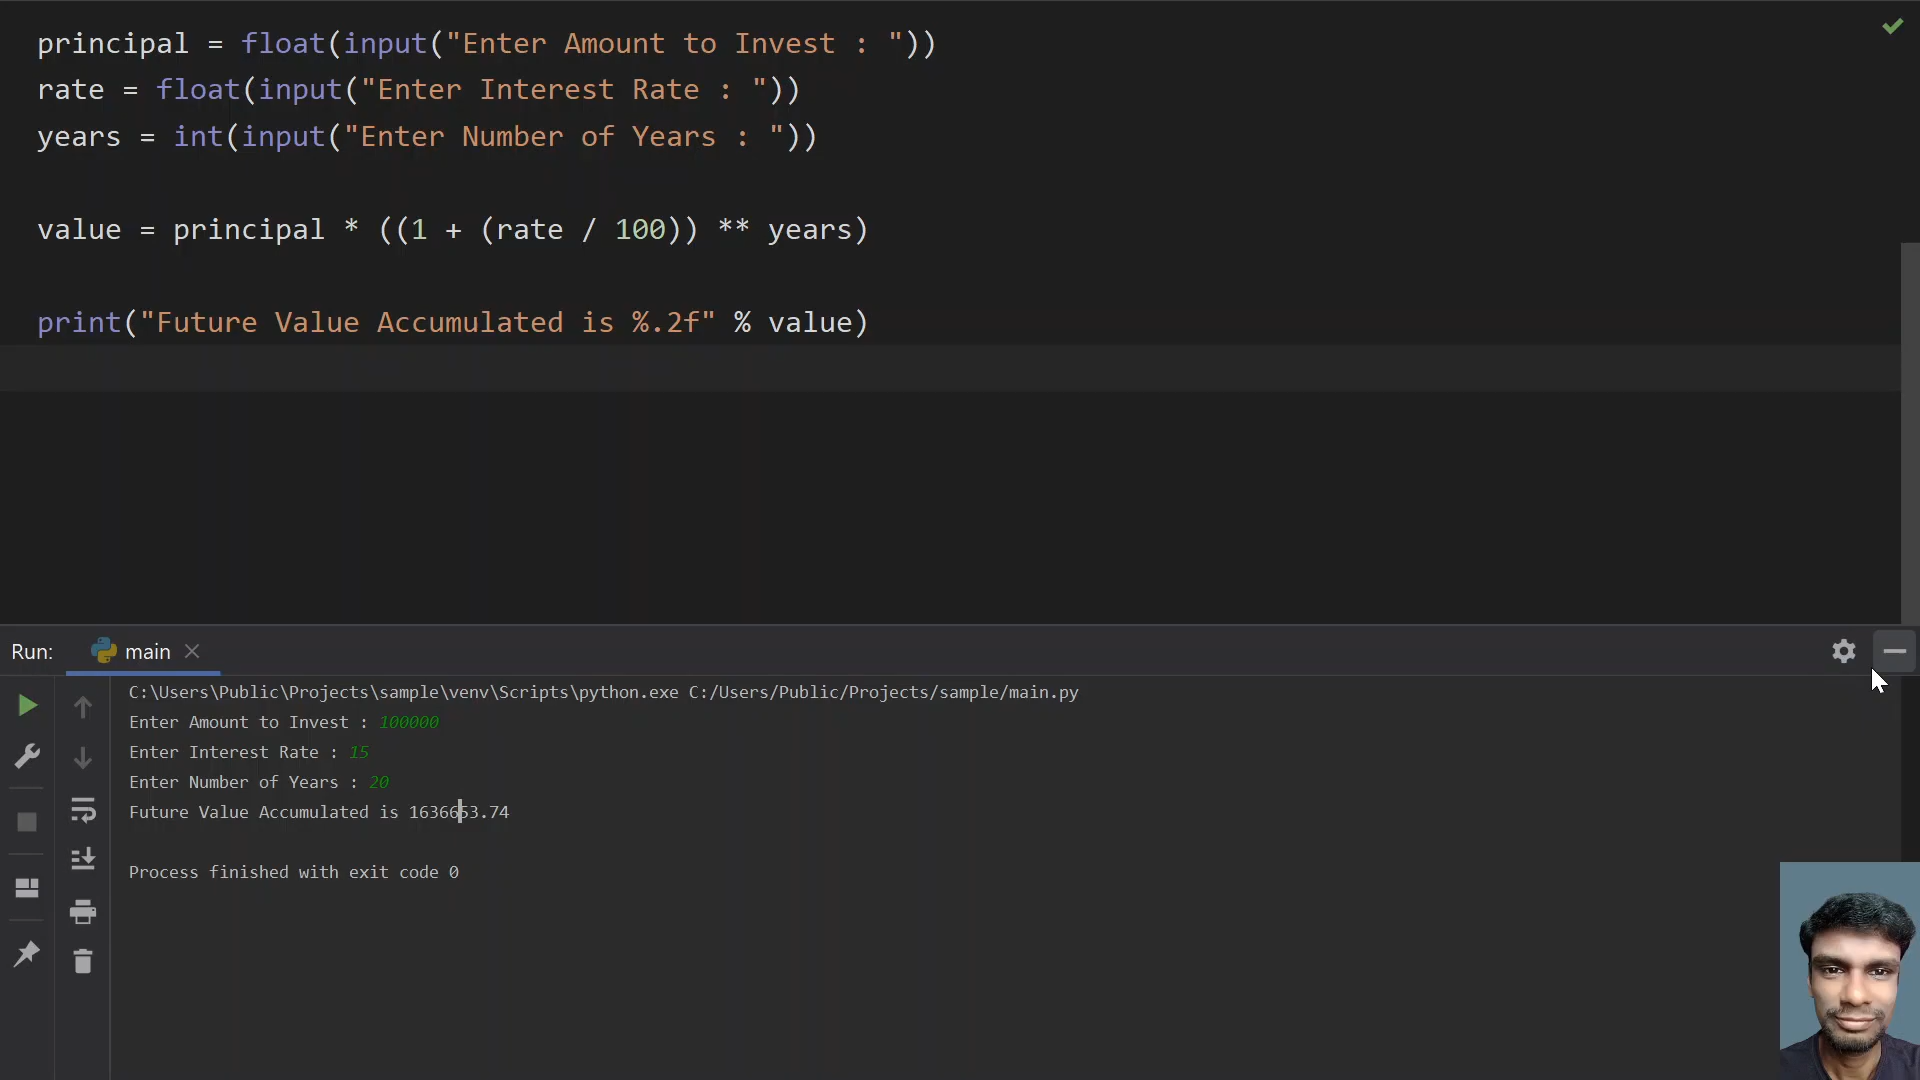 principal = float(input("Enter Amount to Invest : "))
rate = float(input("Enter Interest Rate : "))
years = int(input("Enter Number of Years : "))
value = principal * ((1 + (rate / 100)) ** years)
print("Future Value Accumulated is %.2f" % value)
Run: main
C:\Users\Public\Projects\sample\venv\Scripts\python.exe C:/Users/Public/Projects/sample/main.py
Enter Amount to Invest : 100000
Enter Interest Rate : 15
Enter Number of Years : 20
Future Value Accumulated is 1636653.74
Process finished with exit code 0